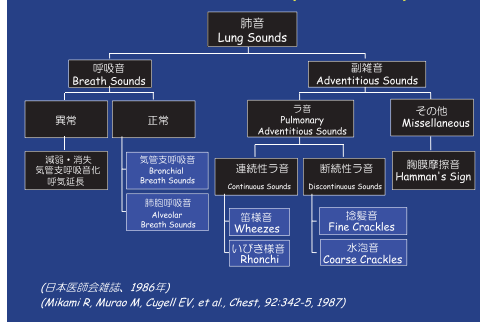 肺音
Lung Sounds
呼吸音
Breath Sounds
副雑音
Adventitious Sounds
異常
正常
ラ音
Pulmonary
Adventitious Sounds
その他
Missellaneous
減弱・消失
気管支呼吸音化
呼気延長
気管支呼吸音
Bronchial
Breath Sounds
肺胞呼吸音
Alveolar
Breath Sounds
連続性ラ音
Continuous Sounds
断続性ラ音
Discontinuous Sounds
胸膜摩擦音
Hamman's Sign
笛様音
Wheezes
いびき様音
Rhonchi
捻髪音
Fine Crackles
水泡音
Coarse Crackles
(日本医師会雑誌、1986年)
(Mikami R, Murao M, Cugell EV, et al., Chest, 92:342-5, 1987)